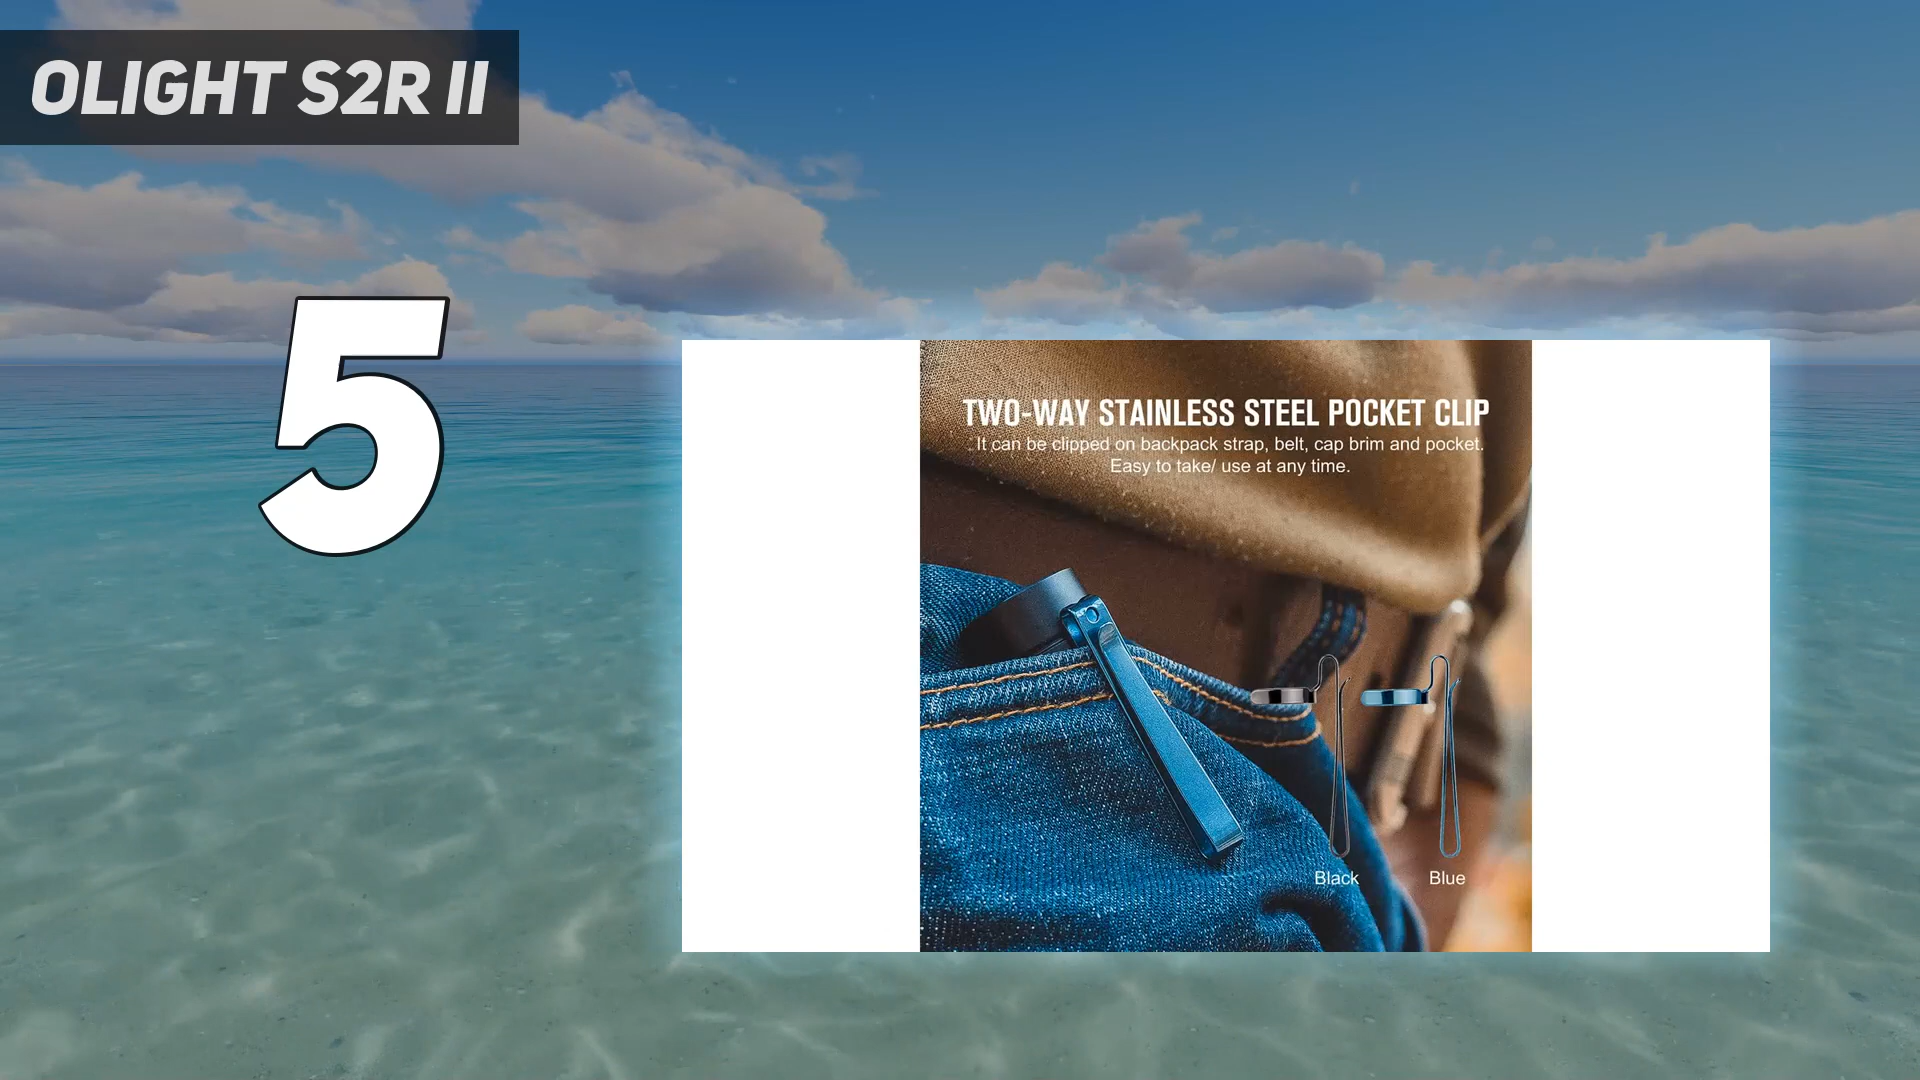 OLIGHT S2R II
5
TWO-WAY STAINLESS STEEL POCKET CLIP
It can be clipped on backpack strap, belt, cap brim and pocket.
Easy to take/ use at any time.
Black
Blue